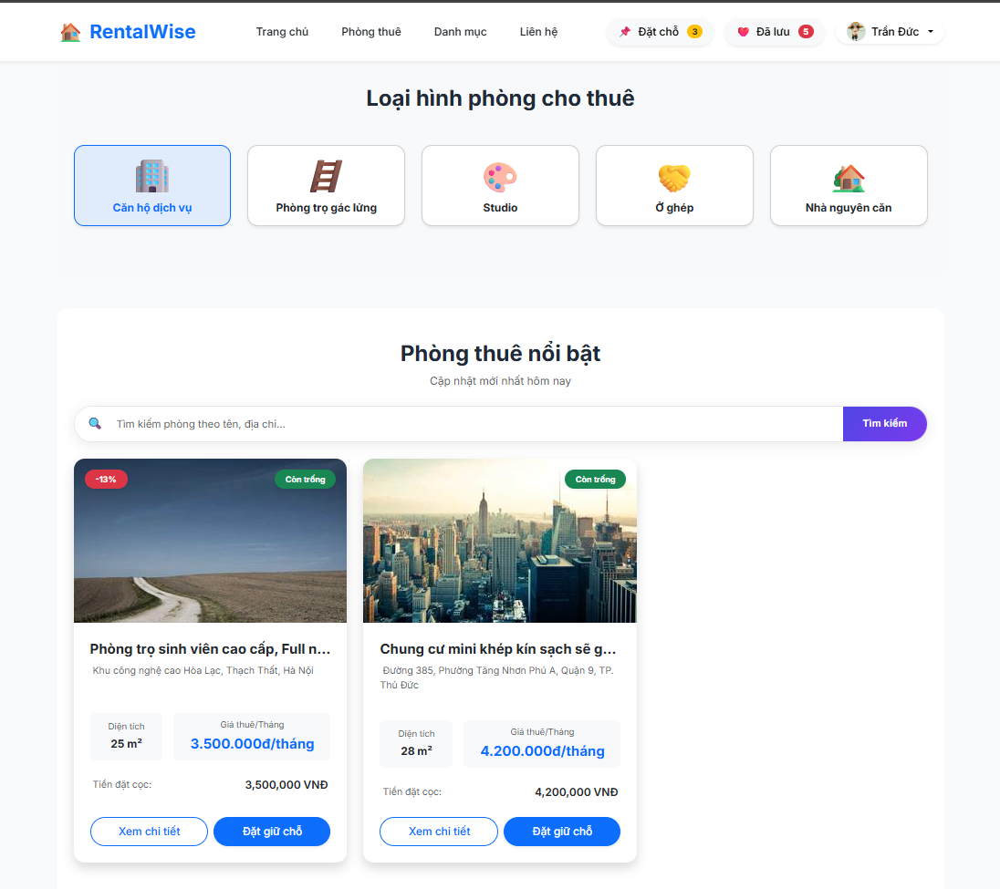 RentalWise
Trang chủ
Phòng thuê
Danh mục
Liên hệ
Đặt chỗ 3
Đã lưu 5
Trần Đức
Loại hình phòng cho thuê
Căn hộ dịch vụ
Phòng trọ gác lửng
Studio
Ở ghép
Nhà nguyên căn
Phòng thuê nổi bật
Cập nhật mới nhất hôm nay
Tìm kiếm phòng theo tên, địa chỉ...
Tìm kiếm
-13%
Còn trống
Phòng trọ sinh viên cao cấp, Full n...
Khu công nghệ cao Hòa Lạc, Thạch Thất, Hà Nội
Diện tích
25 m²
Giá thuê/Tháng
3.500.000đ/tháng
Tiền đặt cọc:
3,500,000 VNĐ
Xem chi tiết
Đặt giữ chỗ
Còn trống
Chung cư mini khép kín sạch sẽ g...
Đường 385, Phường Tăng Nhơn Phú A, Quận 9, TP.
Thủ Đức
Diện tích
28 m²
Giá thuê/Tháng
4.200.000đ/tháng
Tiền đặt cọc:
4,200,000 VNĐ
Xem chi tiết
Đặt giữ chỗ